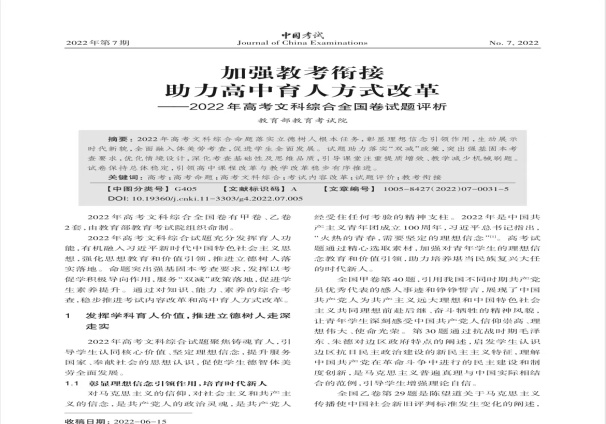 2022年第7期
中国考试
Journal of China Examinations
No. 7, 2022
加强教考衔接
助力高中育人方式改革
——2022年高考文科综合全国卷试题评析
教育部教育考试院
摘要：2022年高考文科综合命题落实立德树人根本任务，彰显理想信念引领作用，生动展示
时代新貌，全面融入体美劳考查，促进学生全面发展。试题助力落实“双减”政策，突出强基固本考
查要求，优化情境设计，深化考查基础性及思维品质，引导课堂注重提质增效、教学减少机械刷题。
试卷保持总体稳定，引领高中课程改革与教学改革稳步有序推进。
关键词：高考；高考命题；高考文科综合；考试内容改革；试题评价；教考衔接
【中图分类号】G405 【文献标识码】A 【文章编号】1005-8427(2022)07-0031-5
DOI: 10.19360/j.cnki.11-3303/g4.2022.07.005
2022年高考文科综合全国卷有甲卷、乙卷
2套，由教育部教育考试院组织命制。
2022年高考文科综合试题充分发挥育人功
能，有机融入习近平新时代中国特色社会主义思
想，强化思想教育和价值引领，推进立德树人落
实落地。命题突出强基固本考查要求，发挥以考
促学积极导向作用，服务“双减”政策落地，促进学
生素养提升。通过对知识、能力、素养的综合考
查，稳步推进考试内容改革和高中育人方式改革。
1 发挥学科育人价值，推进立德树人走深
走实
2022年高考文科综合试题聚焦铸魂育人，引
导学生认同核心价值、坚定理想信念，提升服务
国家、奉献社会的思想认识，促使学生德智体美
劳全面发展。
1.1 彰显理想信念引领作用，培育时代新人
对马克思主义的信仰，对社会主义和共产主
义的信念，是共产党人的政治灵魂，是共产党人
经受住任何考验的精神支柱。2022年是中国共
产主义青年团成立100周年，习近平总书记指出，
“火热的青春，需要坚定的理想信念”[1]。高考试
题通过精心选取素材，加强对青年学生的理想信
念教育和价值引领，助力培养堪当民族复兴大任
的时代新人。
全国甲卷第40题，引用我国不同时期共产党
员优秀代表的感人事迹和铮铮誓言，展现了中国
共产党人为共产主义远大理想和中国特色社会
主义共同理想前赴后继、奋斗牺牲的精神风貌，
让青年学生深刻感受中国共产党人信仰崇高、理
想伟大、使命光荣。第30题通过抗战时期毛泽
东、朱德对边区政府特点的阐述，启发学生认识
边区抗日民主政治建设的新民主主义特征，理解
中国共产党在革命斗争中进行的民主建设和制
度创新，是马克思主义普遍真理与中国实际相结
合的范例，引导学生增强理论自信。
全国乙卷第29题是陈望道关于马克思主义
传播使中国社会新旧评判标准发生变化的阐述，
收稿日期：2022-06-15